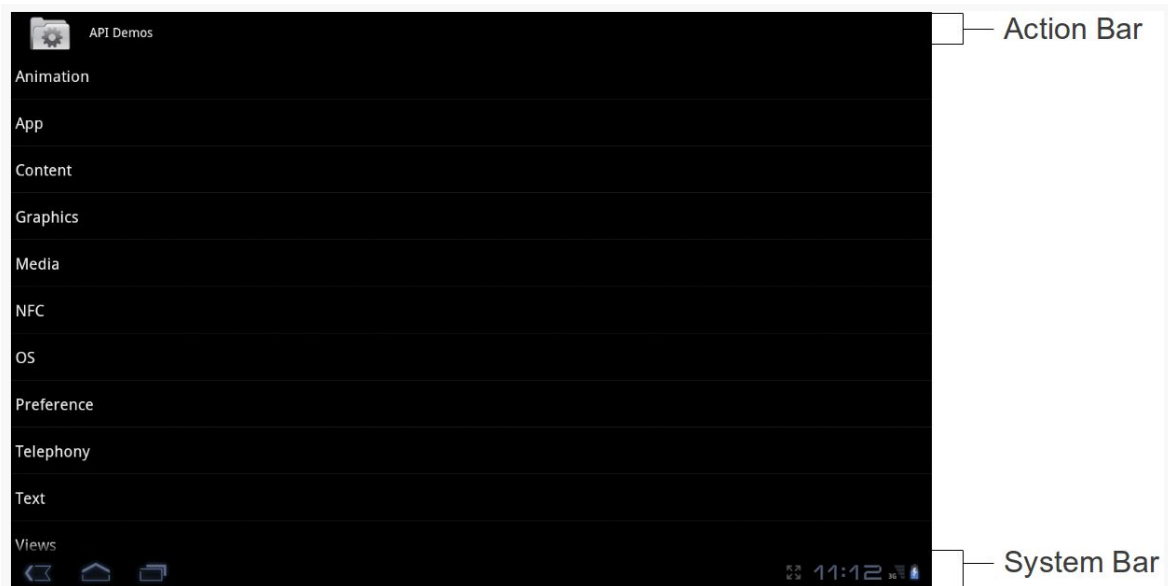 API Demos
Action Bar
Animation
App
Content
Graphics
Media
NFC
OS
Preference
Telephony
Text
Views
11:12
3G
System Bar